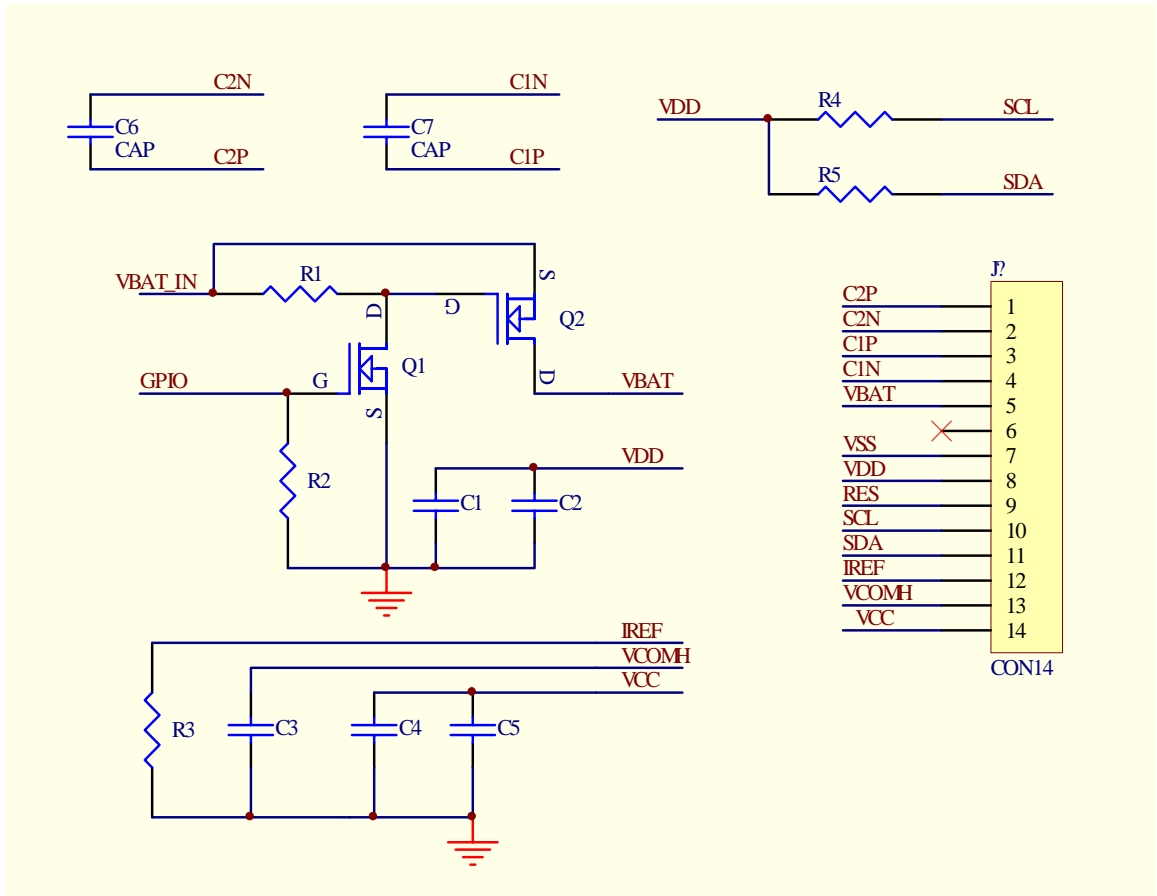 C2N
C6
CAP
C2P
C1N
C7
CAP
C1P
VDD
R4
SCL
R5
SDA
VBAT_IN
R1
D
G
S
Q2
D
VBAT
GPIO
G
Q1
S
R2
VDD
C1
C2
IREF
VCOMH
VCC
R3
C3
C4
C5
J?
C2P 1
C2N 2
C1P 3
C1N 4
VBAT 5
6
VSS 7
VDD 8
RES 9
SCL 10
SDA 11
IREF 12
VCOMH 13
VCC 14
CON14